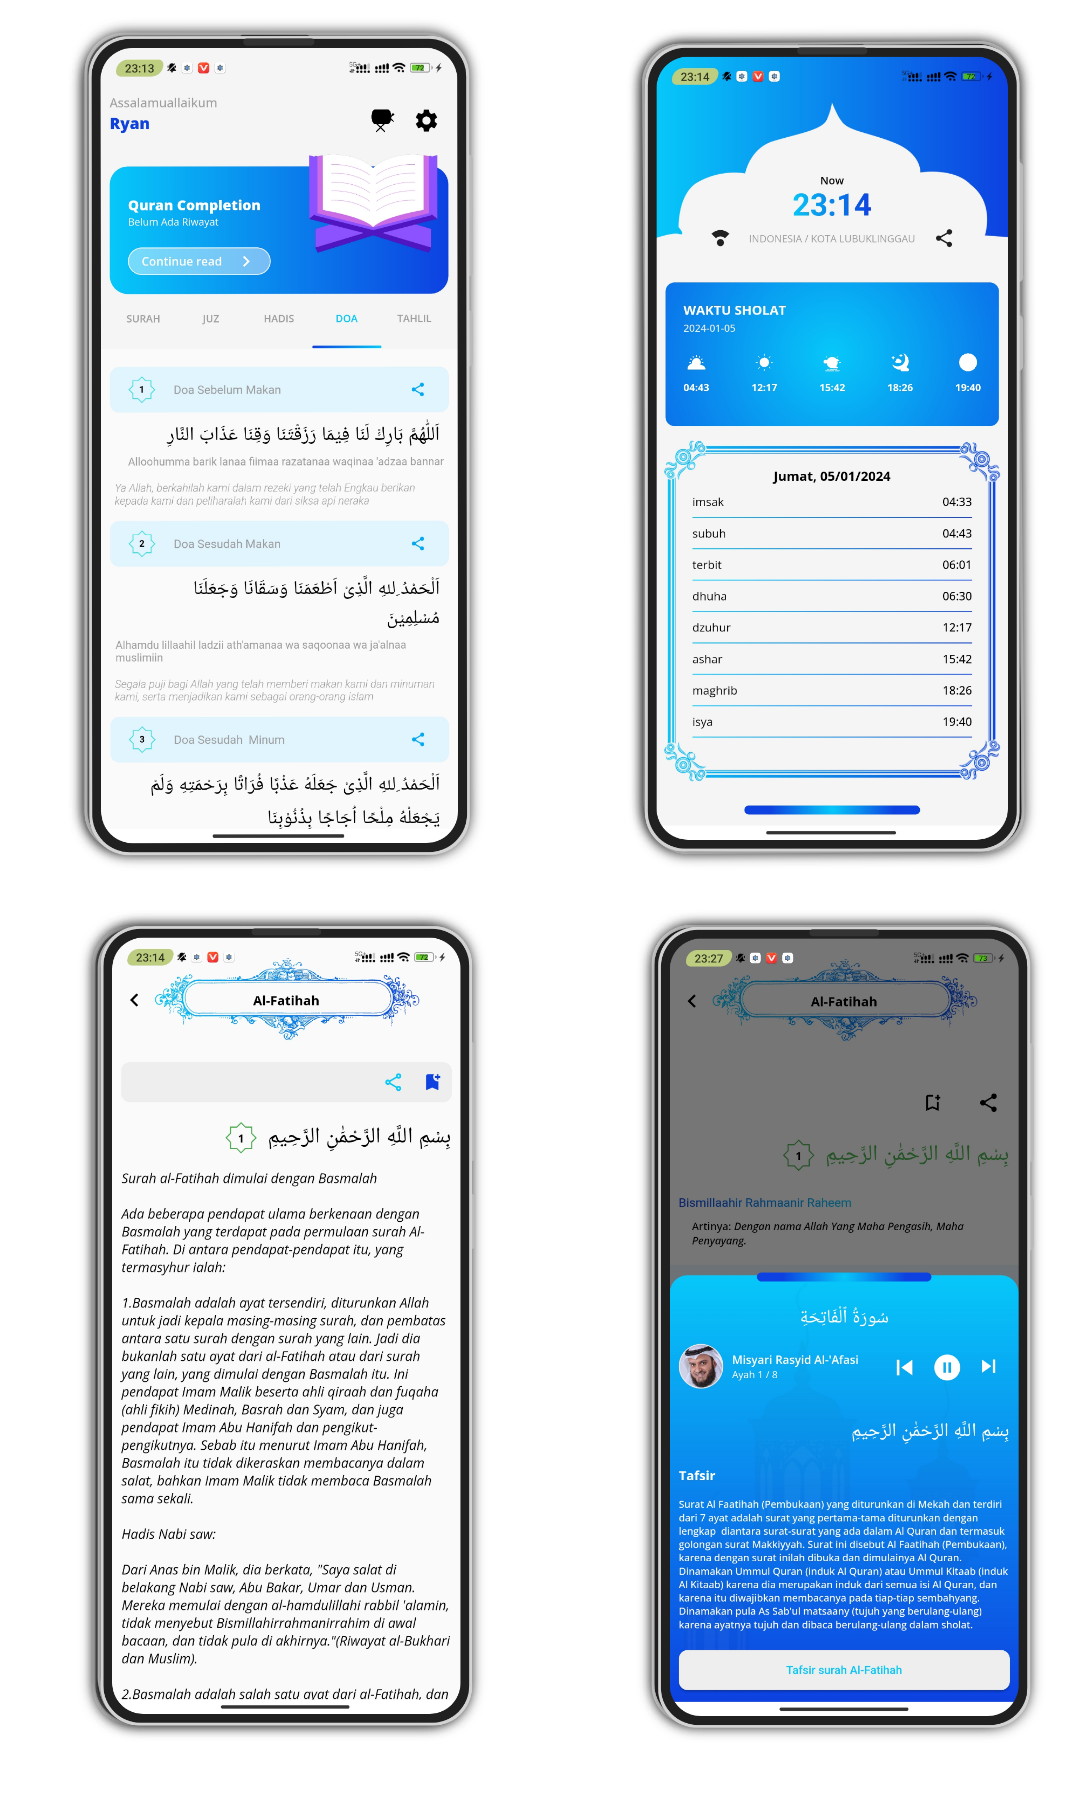 23:13
72
Assalamuallaikum
Ryan
Quran Completion
Belum Ada Riwayat
Continue read
SURAH JUZ HADIS DOA TAHLIL
1 Doa Sebelum Makan
اَللّٰهُمَّ بَارِكْ لَنَا فِيْمَا رَزَقْتَنَا وَقِنَا عَذَابَ النَّارِ
Alloohumma barik lanaa fiimaa razatanaa waqinaa 'adzaa bannar
Ya Allah, berkahilah kami dalam rezeki yang telah Engkau berikan
kepada kami dan peliharalah kami dari siksa api neraka
2 Doa Sesudah Makan
اَلْحَمْدُ ِللهِ الَّذِىْ اَطْعَمَنَا وَسَقَانَا وَجَعَلَنَا
مُسْلِمِيْنَ
Alhamdu lillaahil ladzii ath'amanaa wa saqoonaa wa ja'alnaa
muslimiin
Segala puji bagi Allah yang telah memberi makan kami dan minuman
kami, serta menjadikan kami sebagai orang-orang islam
3 Doa Sesudah  Minum
اَلْحَمْدُ ِللهِ الَّذِىْ جَعَلَهُ عَذْبًا فُرَاتًا بِرَحْمَتِهِ وَلَمْ
يَجْعَلْهُ مِلْحًا اُجَاجًا بِذُنُوْبِنَا
23:14
72
Now
23:14
INDONESIA / KOTA LUBUKLINGGAU
WAKTU SHOLAT
2024-01-05
04:43 12:17 15:42 18:26 19:40
Jumat, 05/01/2024
imsak 04:33
subuh 04:43
terbit 06:01
dhuha 06:30
dzuhur 12:17
ashar 15:42
maghrib 18:26
isya 19:40
23:14
72
Al-Fatihah
بِسْمِ اللَّهِ الرَّحْمَٰنِ الرَّحِيمِ 1
Surah al-Fatihah dimulai dengan Basmalah
Ada beberapa pendapat ulama berkenaan dengan
Basmalah yang terdapat pada permulaan surah Al-
Fatihah. Di antara pendapat-pendapat itu, yang
termasyhur ialah:
1.Basmalah adalah ayat tersendiri, diturunkan Allah
untuk jadi kepala masing-masing surah, dan pembatas
antara satu surah dengan surah yang lain. Jadi dia
bukanlah satu ayat dari al-Fatihah atau dari surah
yang lain, yang dimulai dengan Basmalah itu. Ini
pendapat Imam Malik beserta ahli qiraah dan fuqaha
(ahli fikih) Medinah, Basrah dan Syam, dan juga
pendapat Imam Abu Hanifah dan pengikut-
pengikutnya. Sebab itu menurut Imam Abu Hanifah,
Basmalah itu tidak dikeraskan membacanya dalam
salat, bahkan Imam Malik tidak membaca Basmalah
sama sekali.
Hadis Nabi saw:
Dari Anas bin Malik, dia berkata, "Saya salat di
belakang Nabi saw, Abu Bakar, Umar dan Usman.
Mereka memulai dengan al-hamdulillahi rabbil 'alamin,
tidak menyebut Bismillahirrahmanirrahim di awal
bacaan, dan tidak pula di akhirnya."(Riwayat al-Bukhari
dan Muslim).
2.Basmalah adalah salah satu ayat dari al-Fatihah, dan
23:27
73
Al-Fatihah
بِسْمِ اللَّهِ الرَّحْمَٰنِ الرَّحِيمِ 1
Bismillaahir Rahmaanir Raheem
Artinya: Dengan nama Allah Yang Maha Pengasih, Maha
Penyayang.
سُورَةُ ٱلْفَاتِحَةِ
Misyari Rasyid Al-'Afasi
Ayah 1 / 8
بِسْمِ اللَّهِ الرَّحْمَٰنِ الرَّحِيمِ
Tafsir
Surat Al Faatihah (Pembukaan) yang diturunkan di Mekah dan terdiri
dari 7 ayat adalah surat yang pertama-tama diturunkan dengan
lengkap  diantara surat-surat yang ada dalam Al Quran dan termasuk
golongan surat Makkiyyah. Surat ini disebut Al Faatihah (Pembukaan),
karena dengan surat inilah dibuka dan dimulainya Al Quran.
Dinamakan Ummul Quran (induk Al Quran) atau Ummul Kitaab (induk
Al Kitaab) karena dia merupakan induk dari semua isi Al Quran, dan
karena itu diwajibkan membacanya pada tiap-tiap sembahyang.
Dinamakan pula As Sab'ul matsaany (tujuh yang berulang-ulang)
karena ayatnya tujuh dan dibaca berulang-ulang dalam sholat.
Tafsir surah Al-Fatihah